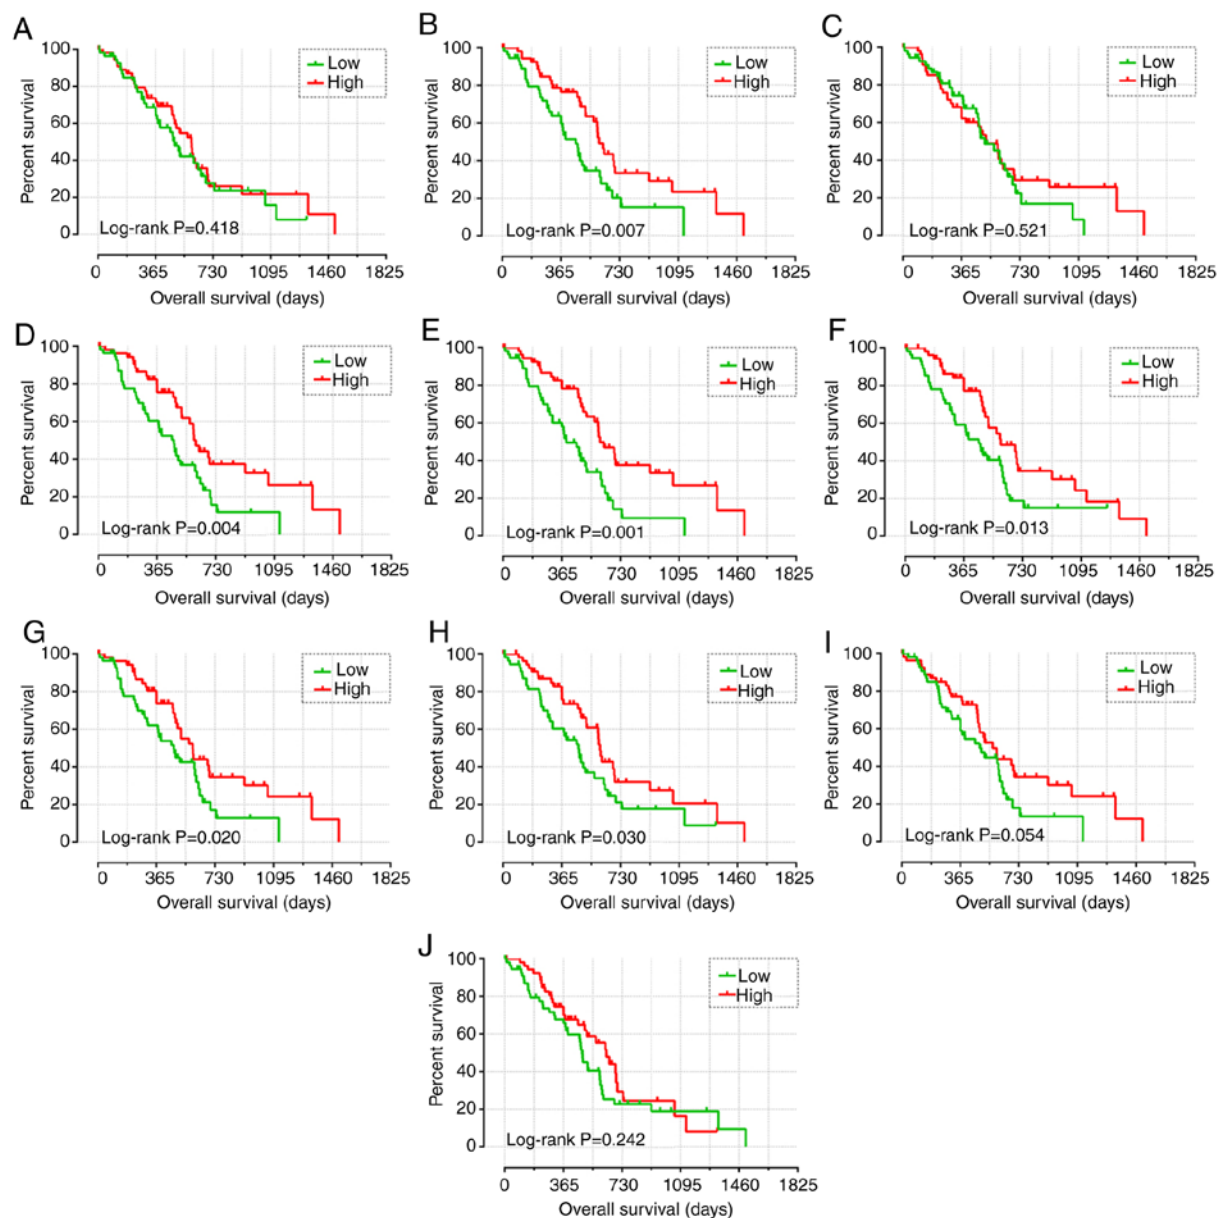 A
Percent survival
100
80
60
40
20
0
Low
High
Log-rank P=0.418
0 365 730 1095 1460 1825
Overall survival (days)
B
Percent survival
100
80
60
40
20
0
Low
High
Log-rank P=0.007
0 365 730 1095 1460 1825
Overall survival (days)
C
Percent survival
100
80
60
40
20
0
Low
High
Log-rank P=0.521
0 365 730 1095 1460 1825
Overall survival (days)
D
Percent survival
100
80
60
40
20
0
Low
High
Log-rank P=0.004
0 365 730 1095 1460 1825
Overall survival (days)
E
Percent survival
100
80
60
40
20
0
Low
High
Log-rank P=0.001
0 365 730 1095 1460 1825
Overall survival (days)
F
Percent survival
100
80
60
40
20
0
Low
High
Log-rank P=0.013
0 365 730 1095 1460 1825
Overall survival (days)
G
Percent survival
100
80
60
40
20
0
Low
High
Log-rank P=0.020
0 365 730 1095 1460 1825
Overall survival (days)
H
Percent survival
100
80
60
40
20
0
Low
High
Log-rank P=0.030
0 365 730 1095 1460 1825
Overall survival (days)
I
Percent survival
100
80
60
40
20
0
Low
High
Log-rank P=0.054
0 365 730 1095 1460 1825
Overall survival (days)
J
Percent survival
100
80
60
40
20
0
Low
High
Log-rank P=0.242
0 365 730 1095 1460 1825
Overall survival (days)